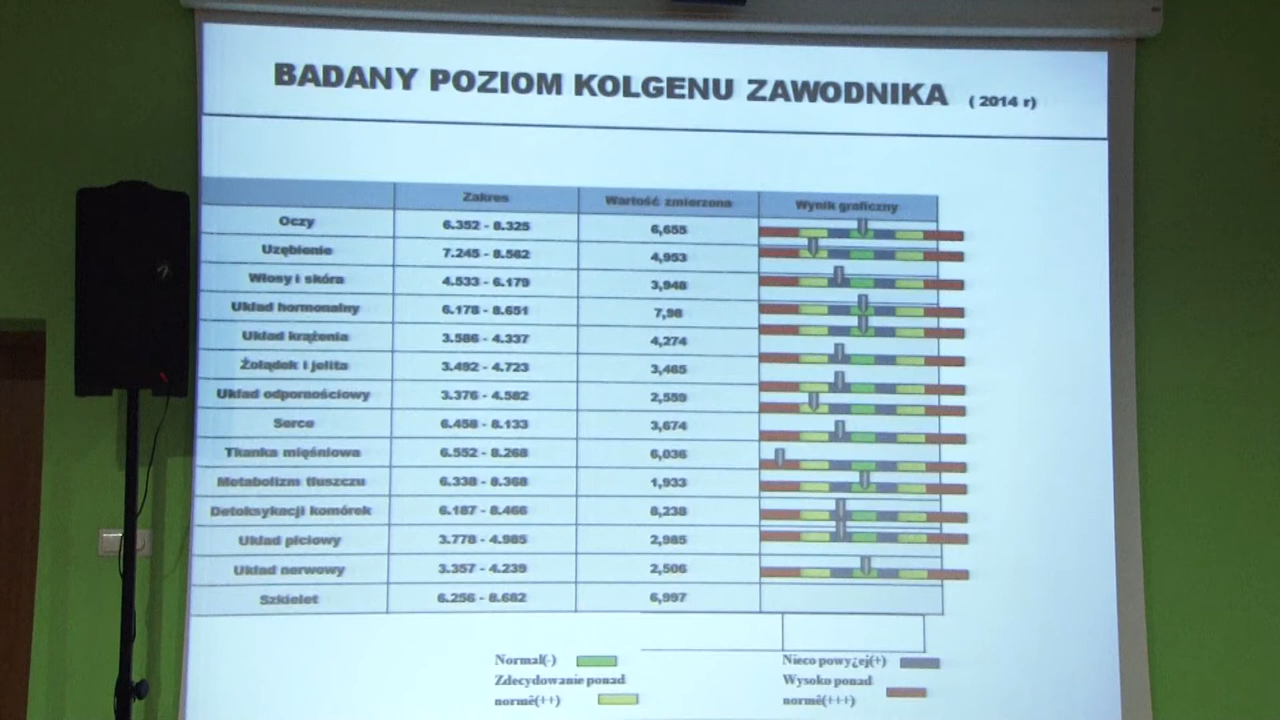 BADANY POZIOM KOLGENU ZAWODNIKA ( 2014 r)
Zakres Wartość zmierzona Wynik graficzny
Oczy 6.352 - 8.325 6,655
Uzębienie 7.245 - 8.562 4,953
Włosy i skóra 4.533 - 6.179 3,948
Układ hormonalny 6.178 - 8.651 7,98
Układ krążenia 3.586 - 4.337 4,274
Żołądek i jelita 3.492 - 4.723 3,465
Układ odpornościowy 3.376 - 4.582 2,559
Serce 6.458 - 8.133 3,674
Tkanka mięśniowa 6.552 - 8.268 6,036
Metabolizm tłuszczu 6.338 - 8.368 1,933
Detoksykacji komórek 6.187 - 8.466 8,238
Układ płciowy 3.778 - 4.985 2,985
Układ nerwowy 3.357 - 4.239 2,506
Szkielet 6.256 - 8.682 6,997
Normal(-) Nieco powy¿ej(+)
Zdecydowanie ponad Wysoko ponad
normê(++) normê(+++)